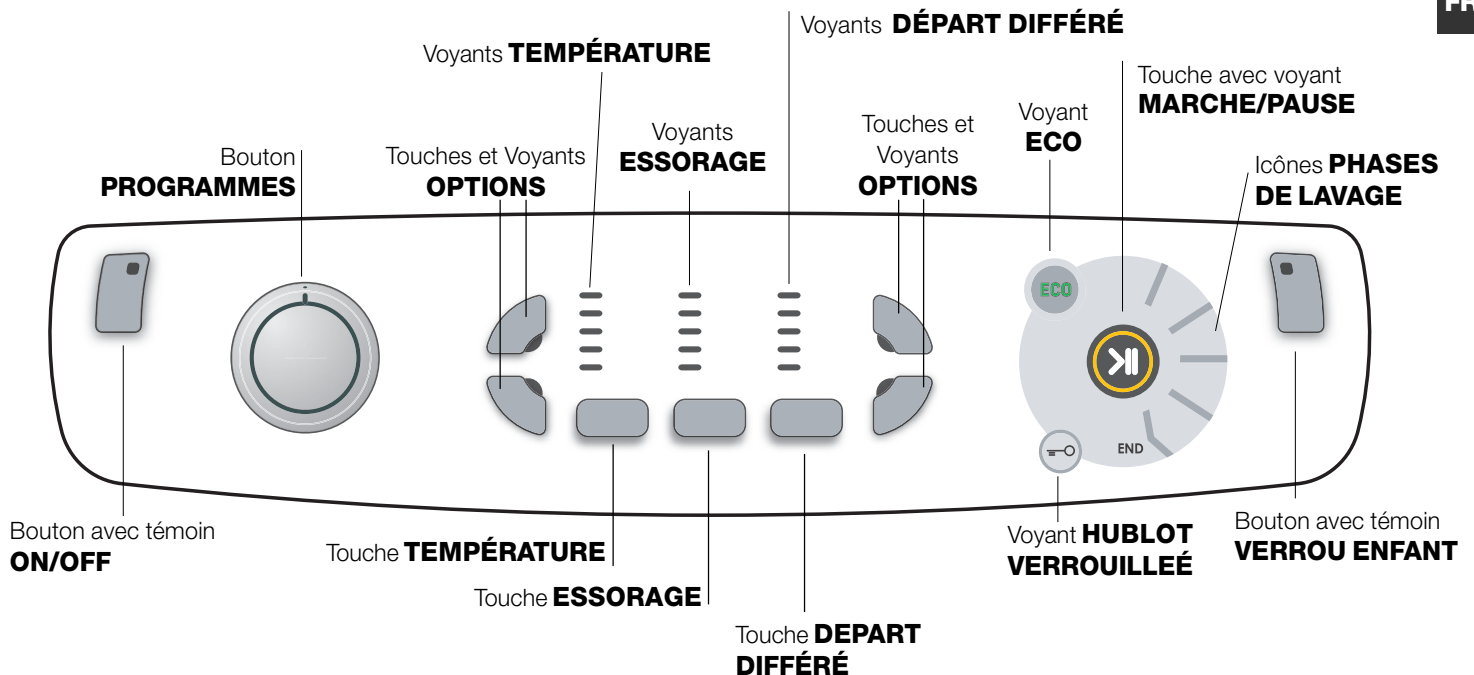 FR
Voyants DÉPART DIFFÉRÉ
Voyants TEMPÉRATURE
Touche avec voyant
MARCHE/PAUSE
Voyant
ECO
Touches et
Voyants
OPTIONS
Voyants
ESSORAGE
Bouton
PROGRAMMES
Touches et Voyants
OPTIONS
Icônes PHASES
DE LAVAGE
ECO
END
Bouton avec témoin
ON/OFF
Touche TEMPÉRATURE
Touche ESSORAGE
Touche DEPART
DIFFÉRÉ
Voyant HUBLOT
VERROUILLEÉ
Bouton avec témoin
VERROU ENFANT